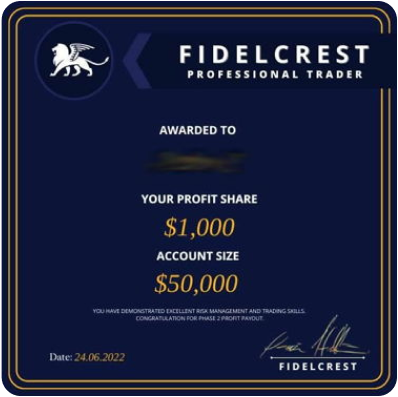 FIDELCREST
PROFESSIONAL TRADER
AWARDED TO
YOUR PROFIT SHARE
$1,000
ACCOUNT SIZE
$50,000
YOU HAVE DEMONSTRATED EXCELLENT RISK MANAGEMENT AND TRADING SKILLS.
CONGRATULATION FOR PHASE 2 PROFIT PAYOUT.
Date: 24.06.2022
FIDELCREST